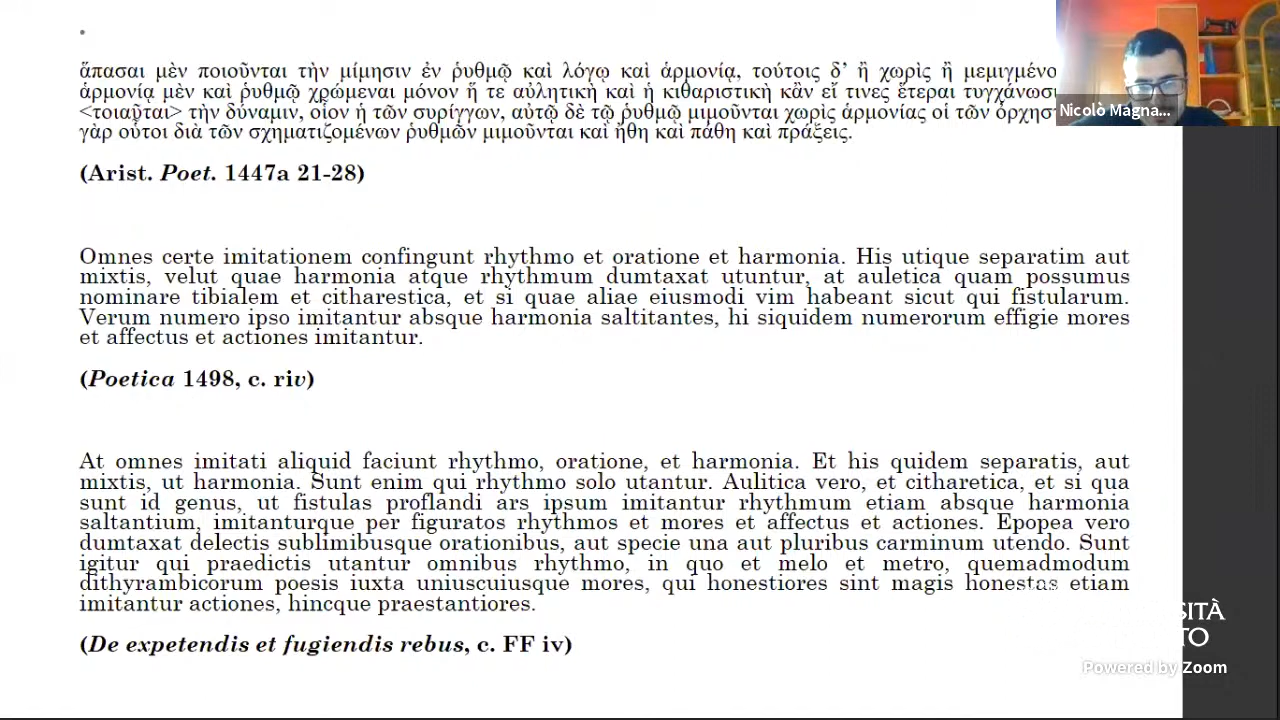 ἅπασαι μὲν ποιοῦνται τὴν μίμησιν ἐν ῥυθμῷ καὶ λόγῳ καὶ ἁρμονίᾳ, τούτοις δ’ ἢ χωρὶς ἢ
ἁρμονίᾳ μὲν καὶ ῥυθμῷ χρώμεναι μόνον ἥ τε αὐλητικὴ καὶ ἡ κιθαριστικὴ κἂν εἴ τινες ἕτεραι
<τοιαῦται> τὴν δύναμιν, οἷον ἡ τῶν συρίγγων, αὐτῷ δὲ τῷ ῥυθμῷ μιμοῦνται χωρὶς ἁρμονίας οἱ τῶν
γὰρ οὗτοι διὰ τῶν σχηματιζομένων ῥυθμῶν μιμοῦνται καὶ ἤθη καὶ πάθη καὶ πράξεις.
(Arist. Poet. 1447a 21-28)
Omnes certe imitationem confingunt rhythmo et oratione et harmonia. His utique separatim aut
mixtis, velut quae harmonia atque rhythmum dumtaxat utuntur, at auletica quam possumus
nominare tibialem et citharestica, et si quae aliae eiusmodi vim habeant sicut qui fistularum.
Verum numero ipso imitantur absque harmonia saltitantes, hi siquidem numerorum effigie mores
et affectus et actiones imitantur.
(Poetica 1498, c. riv)
At omnes imitati aliquid faciunt rhythmo, oratione, et harmonia. Et his quidem separatis, aut
mixtis, ut harmonia. Sunt enim qui rhythmo solo utantur. Aulitica vero, et citharetica, et si qua
sunt id genus, ut fistulas proflandi ars ipsum imitantur rhythmum etiam absque harmonia
saltantium, imitanturque per figuratos rhythmos et mores et affectus et actiones. Epopea vero
dumtaxat delectis sublimibusque orationibus, aut specie una aut pluribus carminum utendo. Sunt
igitur qui praedictis utantur omnibus rhythmo, in quo et melo et metro, quemadmodum
dithyrambicorum poesis iuxta uniuscuiusque mores, qui honestiores sint magis honestas etiam
imitantur actiones, hincque praestantiores.
(De expetendis et fugiendis rebus, c. FF iv)
Nicolò Magna...
Powered by Zoom